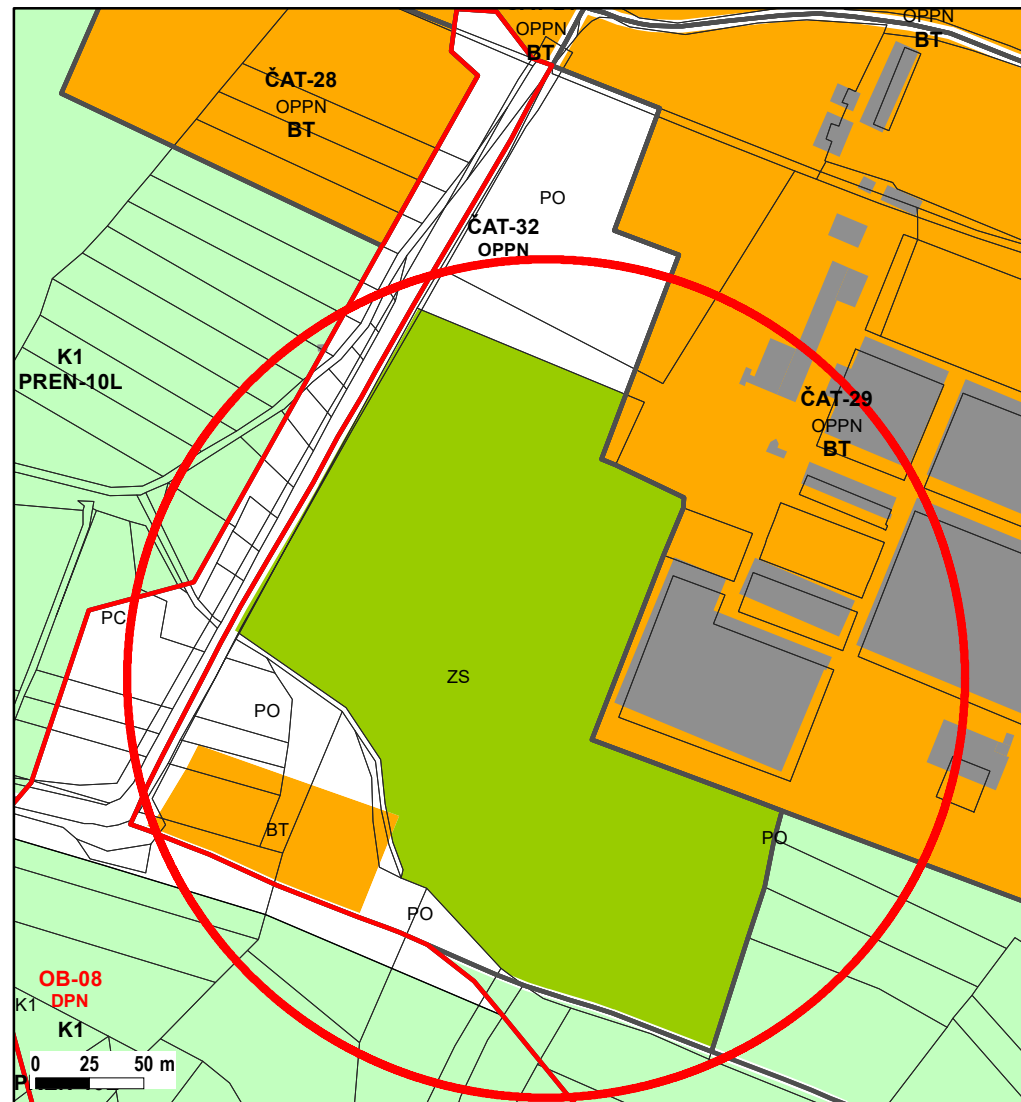 OPPN
BT
OPPN
BT
ČAT-28
OPPN
BT
PO
ČAT-32
OPPN
K1
PREN-10L
ČAT-29
OPPN
BT
PC
ZS
PO
BT
PO
PO
OB-08
DPN
K1
K1
0 25 50 m